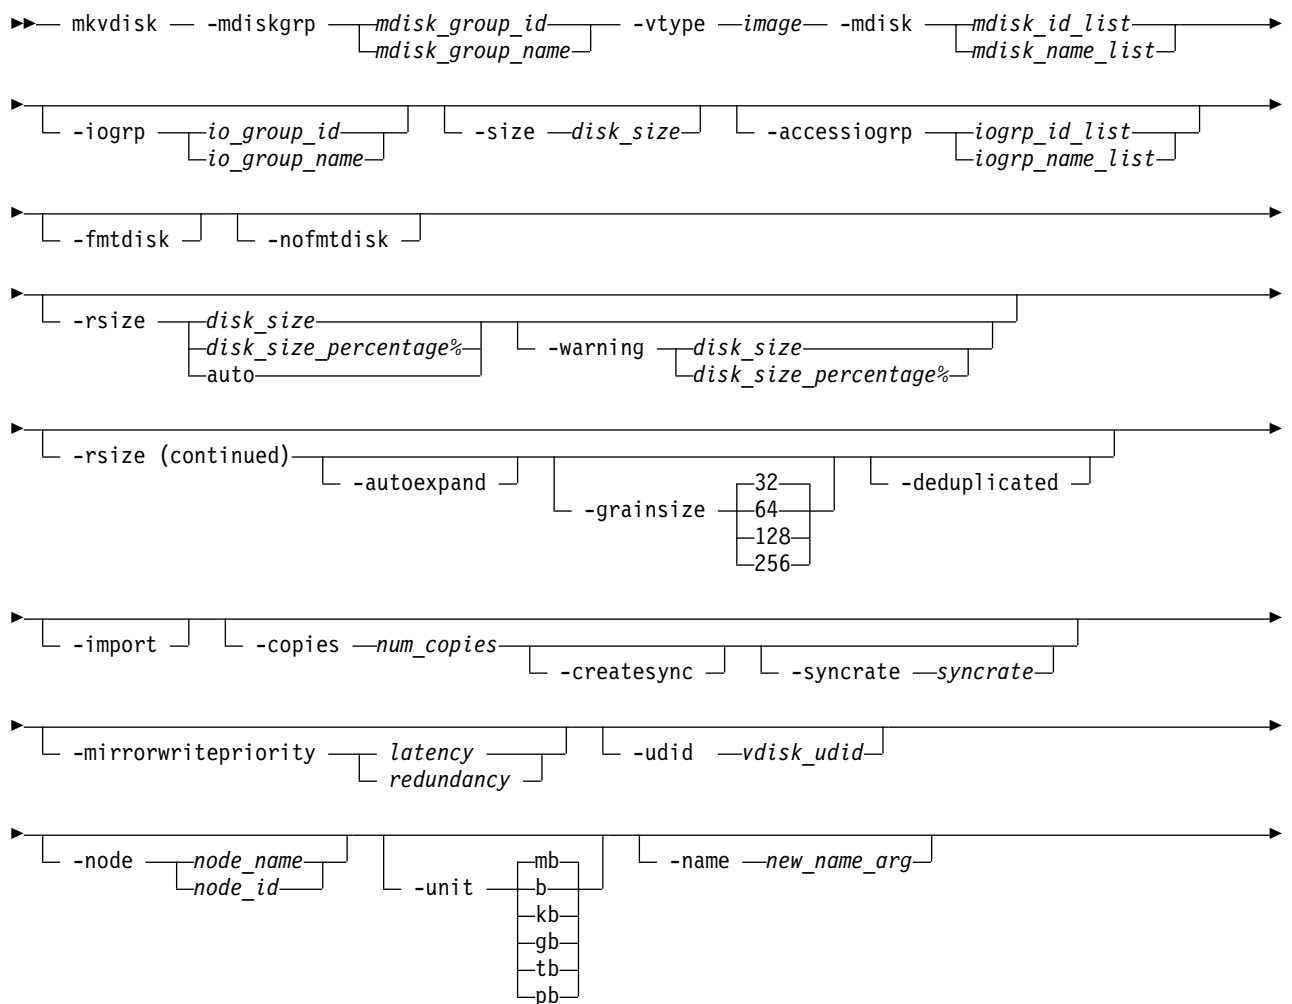 mkvdisk -mdiskgrp mdisk_group_id -vtype image -mdisk mdisk_id_list
mdisk_group_name mdisk_name_list
-iogrp io_group_id -size disk_size -accessiogrp iogrp_id_list
io_group_name iogrp_name_list
-fmtdisk -nofmtdisk
-rsize disk_size
disk_size_percentage% -warning disk_size
auto disk_size_percentage%
-rsize (continued)
-autoexpand 32 -deduplicated
-grainsize 64
128
256
-import -copies num_copies
-createsync -syncrate syncrate
-mirrorwritepriority latency -udid vdisk_udid
redundancy
-node node_name mb -name new_name_arg
node_id -unit b
kb
gb
tb
pb